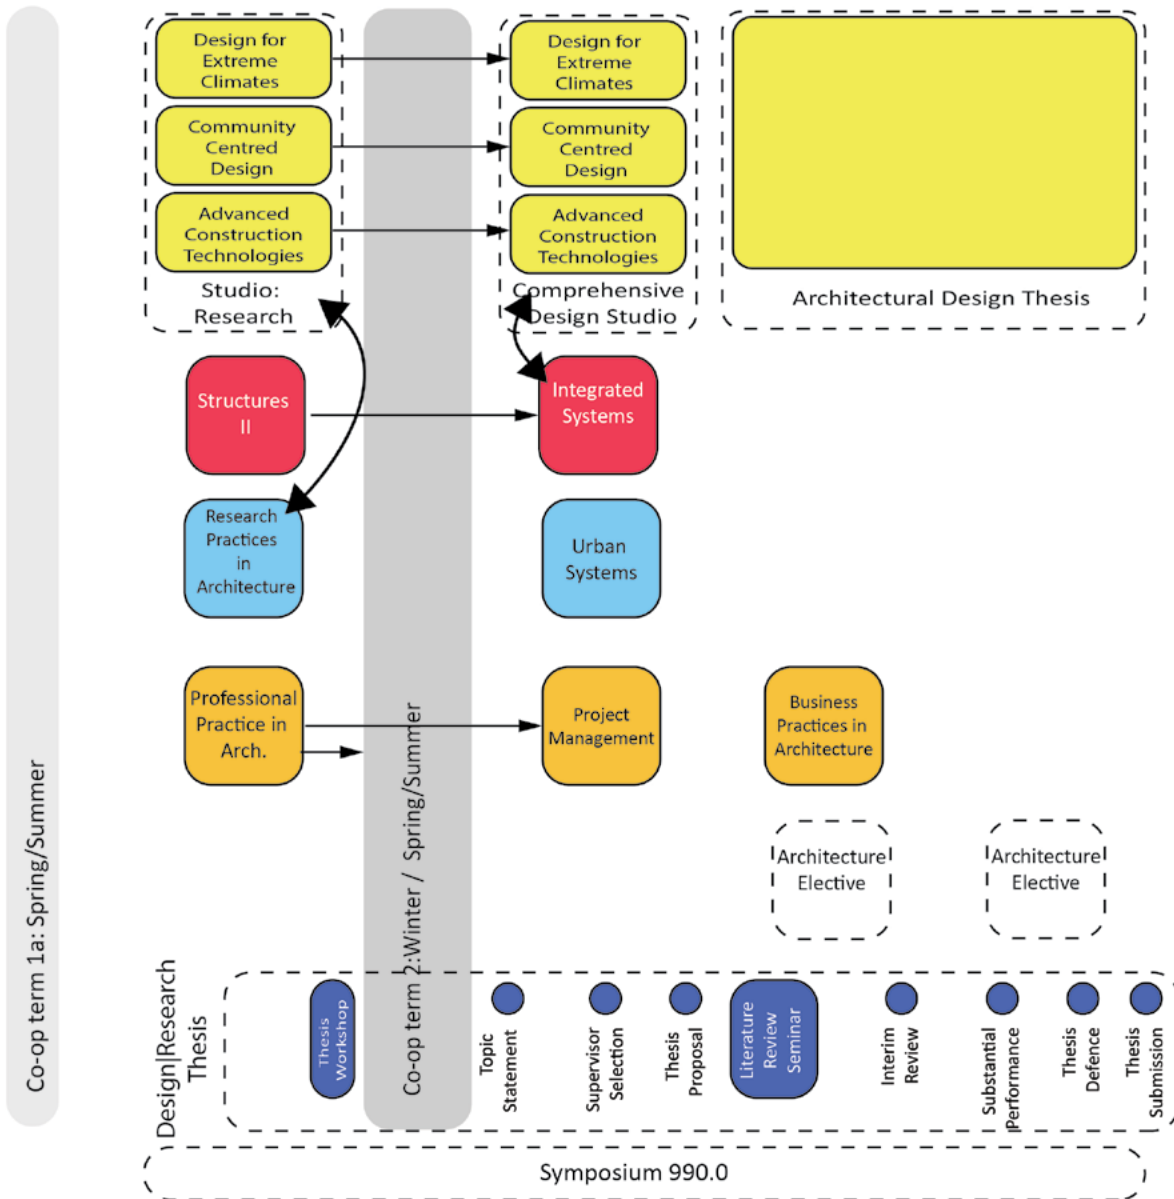 Co-op term 1a: Spring/Summer
Design for
Extreme
Climates
Community
Centred
Design
Advanced
Construction
Technologies
Studio:
Research
Design for
Extreme
Climates
Community
Centred
Design
Advanced
Construction
Technologies
Comprehensive
Design Studio
Architectural Design Thesis
Structures
II
Integrated
Systems
Research
Practices
in
Architecture
Urban
Systems
Professional
Practice in
Arch.
Co-op term 2:Winter / Spring/Summer
Project
Management
Business
Practices in
Architecture
Architecture
Elective
Architecture
Elective
Design|Research
Thesis
Thesis
Workshop
Topic
Statement
Supervisor
Selection
Thesis
Proposal
Literature
Review
Seminar
Interim
Review
Substantial
Performance
Thesis
Defence
Thesis
Submission
Symposium 990.0